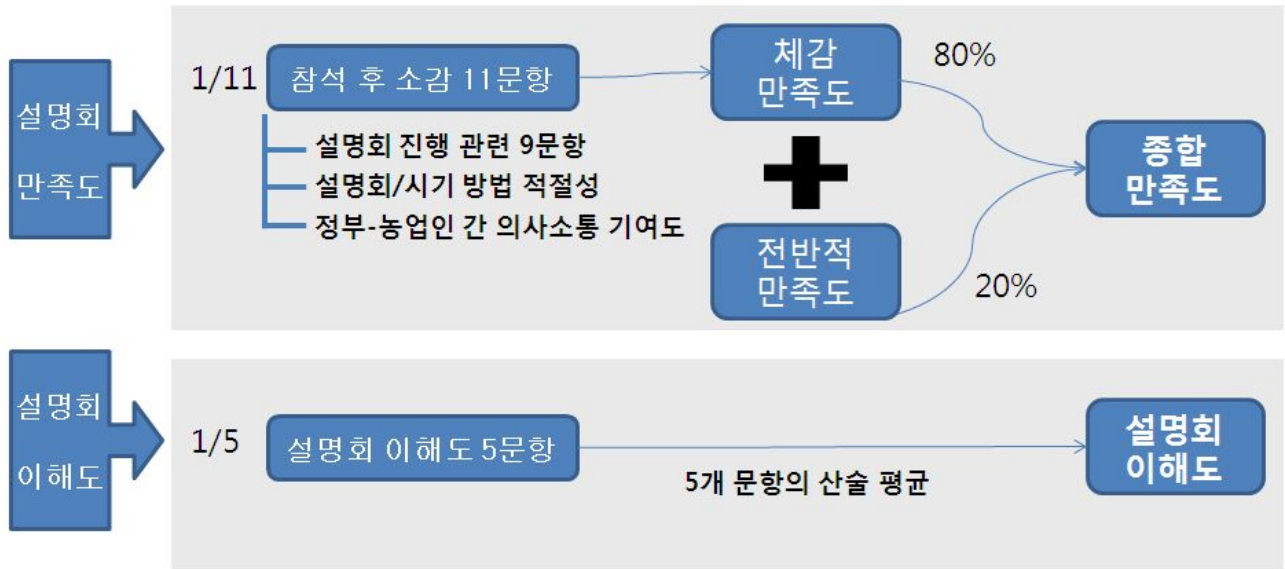 설명회
만족도
1/11
참석 후 소감 11문항
설명회 진행 관련 9문항
설명회/시기 방법 적절성
정부-농업인 간 의사소통 기여도
체감
만족도
전반적
만족도
80%
20%
종합
만족도
설명회
이해도
1/5
설명회 이해도 5문항
5개 문항의 산술 평균
설명회
이해도